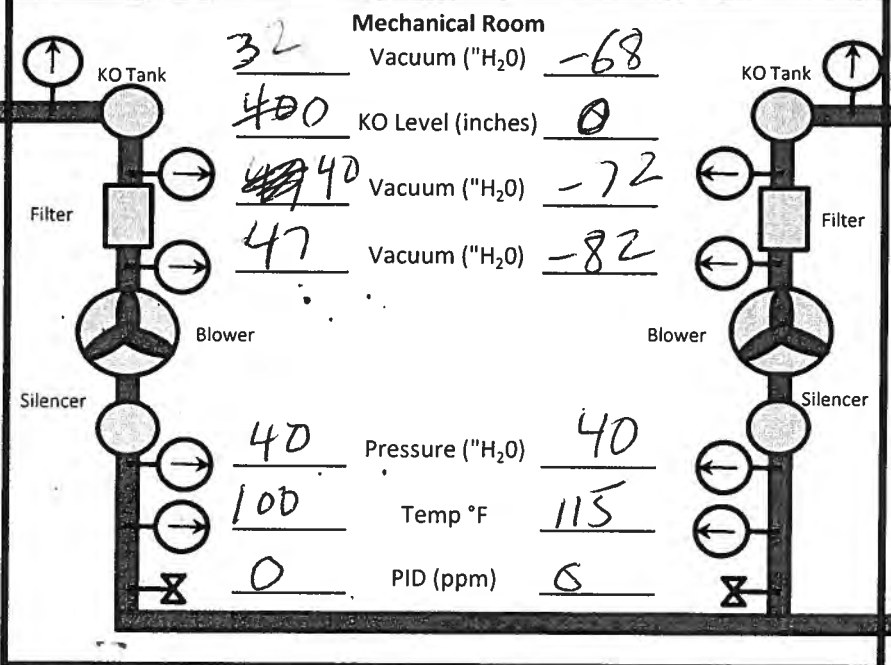 Mechanical Room
32 Vacuum ("H₂0) -68
KO Tank KO Tank
0 KO Level (inches) 0
40 Vacuum ("H₂0) -72
Filter Filter
47 Vacuum ("H₂0) -82
Blower Blower
Silencer Silencer
40 Pressure ("H₂0) 40
100 Temp °F 115
0 PID (ppm) 0